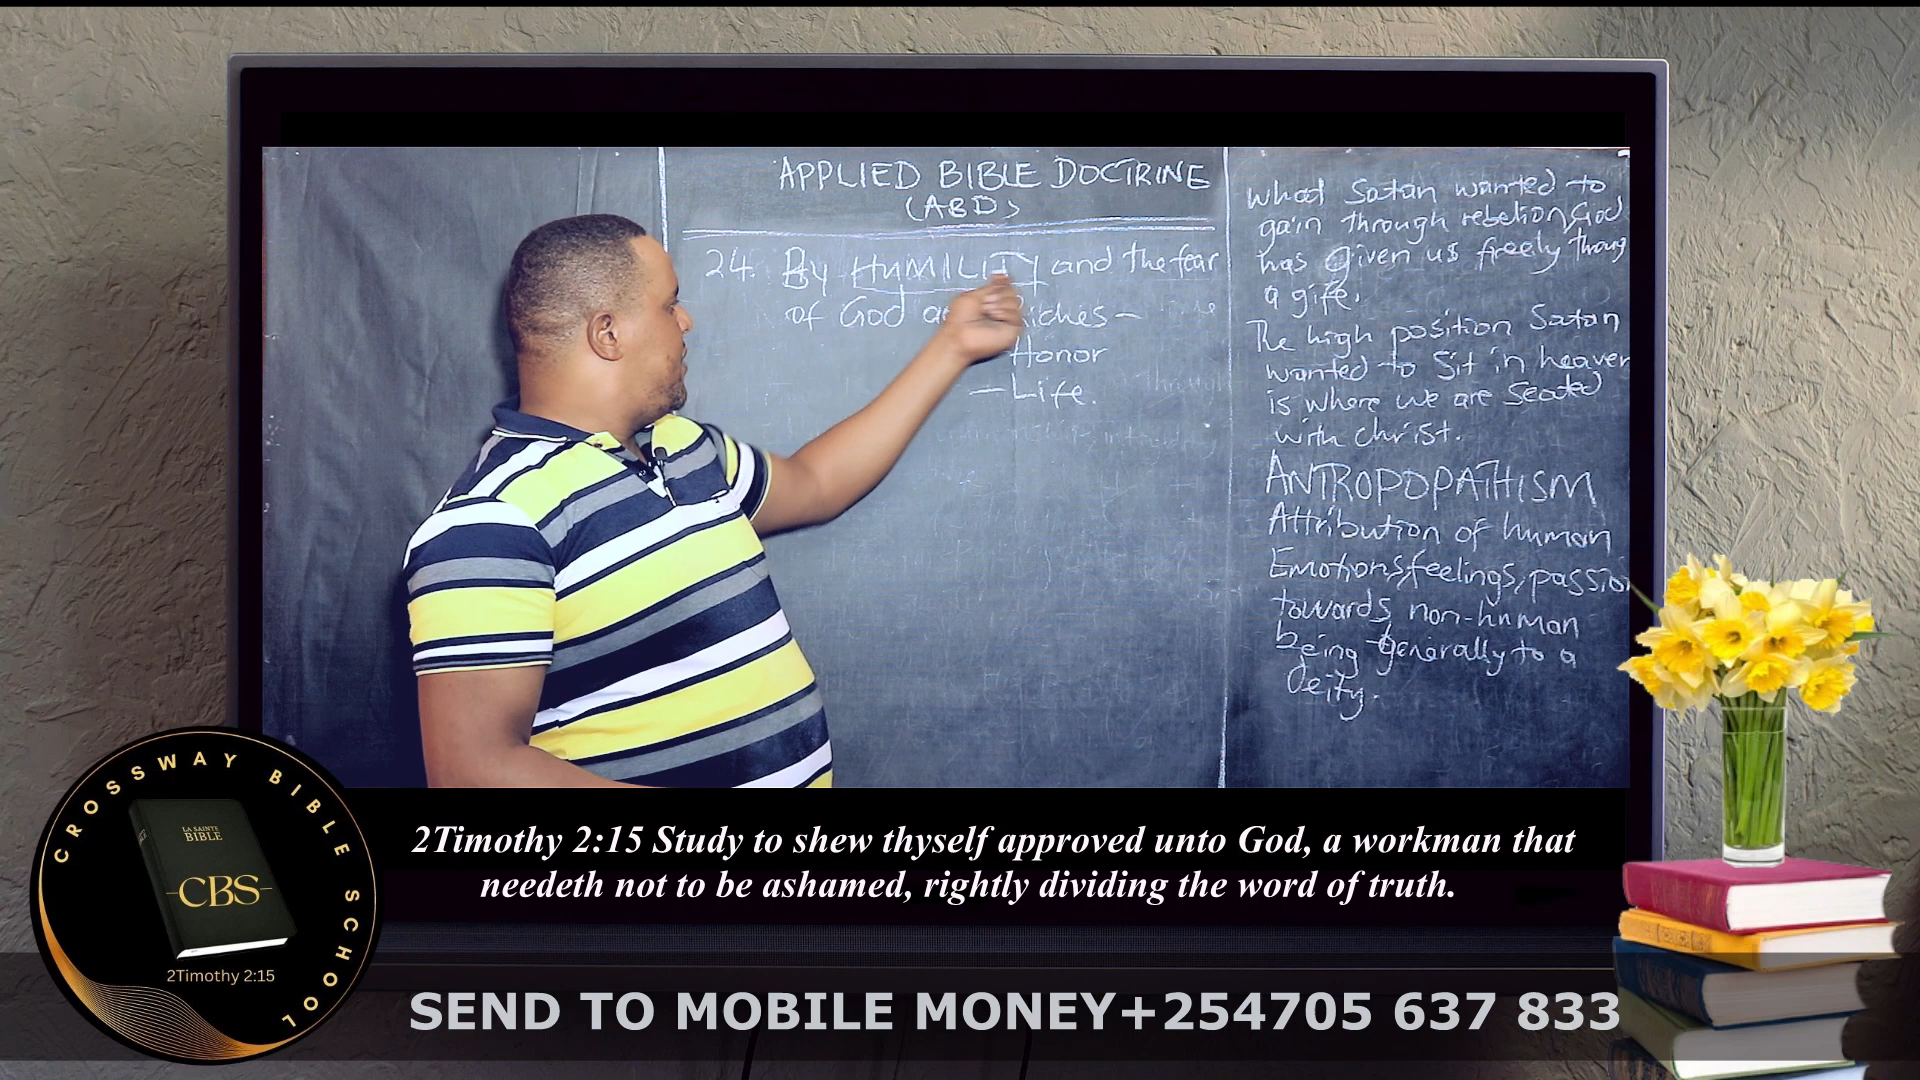 APPLIED BIBLE DOCTRINE
(ABD)
24. By HUMILITY and the fear
of God Riches -
Honor
- Life.
What Satan wanted to
gain through rebelion, God
has given us freely throug
a gift.
The high position Satan
wanted to Sit in heaven
is where we are Seated
with Christ.
ANTROPOPATHISM
Attribution of human
Emotions, feelings, passion
towards non-human
being generally to a
deity.
CROSSWAY BIBLE SCHOOL
LA SAINTE
BIBLE
CBS
2Timothy 2:15
2Timothy 2:15 Study to shew thyself approved unto God, a workman that
needeth not to be ashamed, rightly dividing the word of truth.
SEND TO MOBILE MONEY+254705 637 833